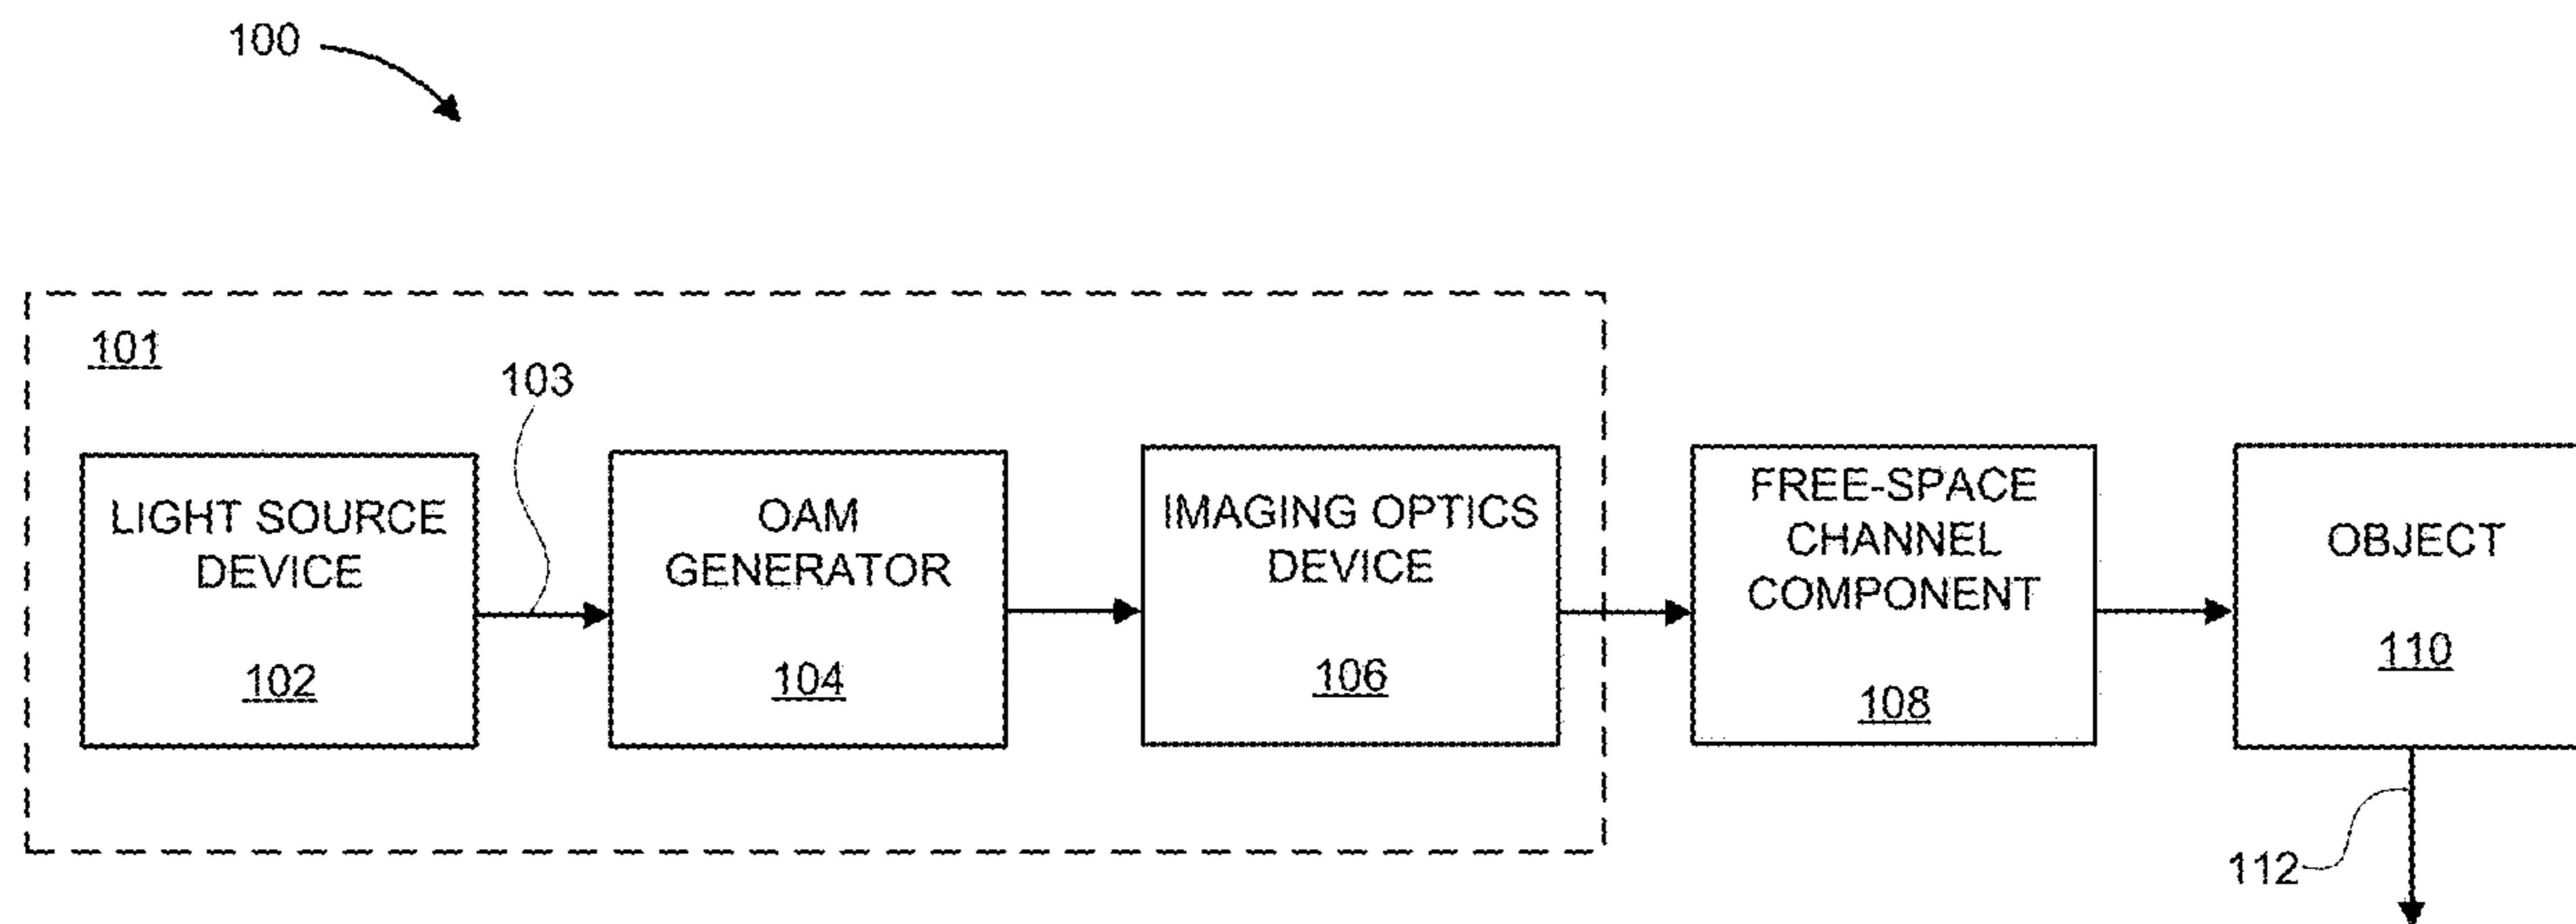 100
101
103
LIGHT SOURCE
DEVICE
102
OAM
GENERATOR
104
IMAGING OPTICS
DEVICE
106
FREE-SPACE
CHANNEL
COMPONENT
108
OBJECT
110
112